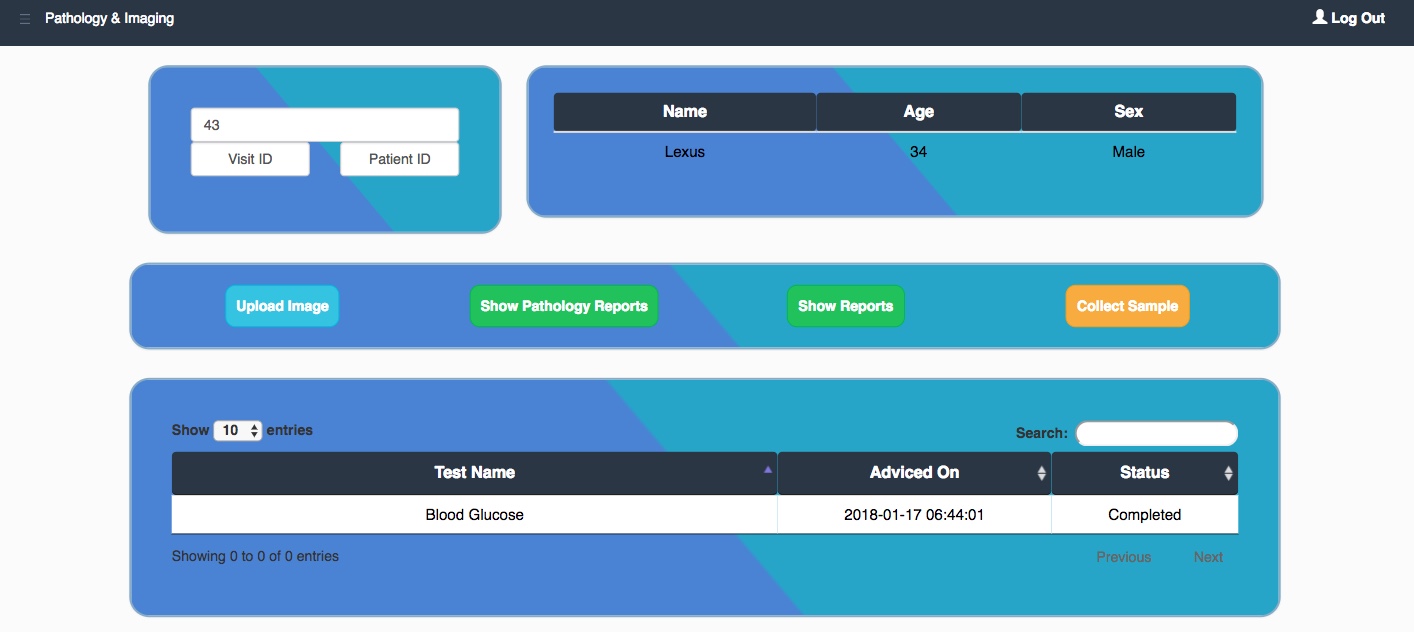 Pathology & Imaging Log Out
43
Visit ID Patient ID
Name Age Sex
Lexus 34 Male
Upload Image Show Pathology Reports Show Reports Collect Sample
Show 10 entries Search:
Test Name Adviced On Status
Blood Glucose 2018-01-17 06:44:01 Completed
Showing 0 to 0 of 0 entries Previous Next